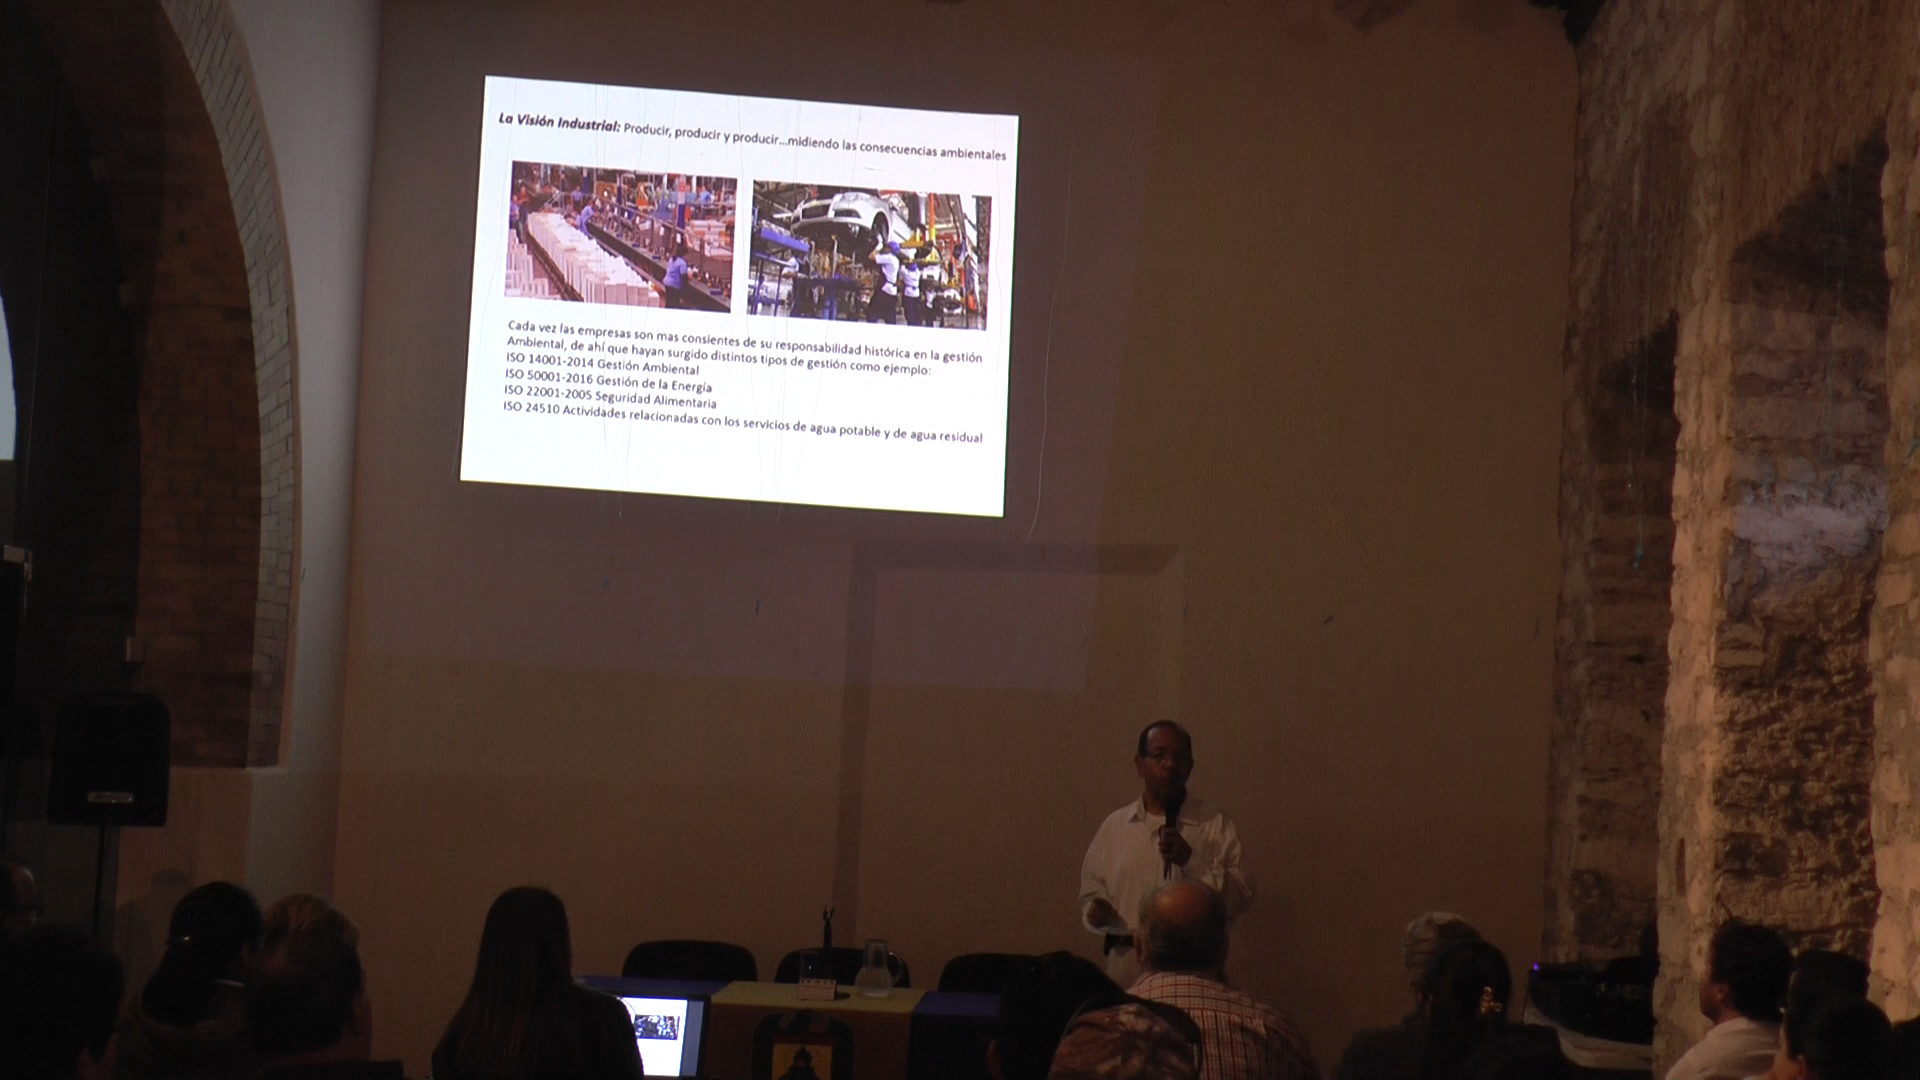 La Visión Industrial: Producir, producir y producir...midiendo las consecuencias ambientales
Cada vez las empresas son mas consientes de su responsabilidad histórica en la gestión
Ambiental, de ahí que hayan surgido distintos tipos de gestión como ejemplo:
ISO 14001-2014 Gestión Ambiental
ISO 50001-2016 Gestión de la Energía
ISO 22001-2005 Seguridad Alimentaria
ISO 24510 Actividades relacionadas con los servicios de agua potable y de agua residual